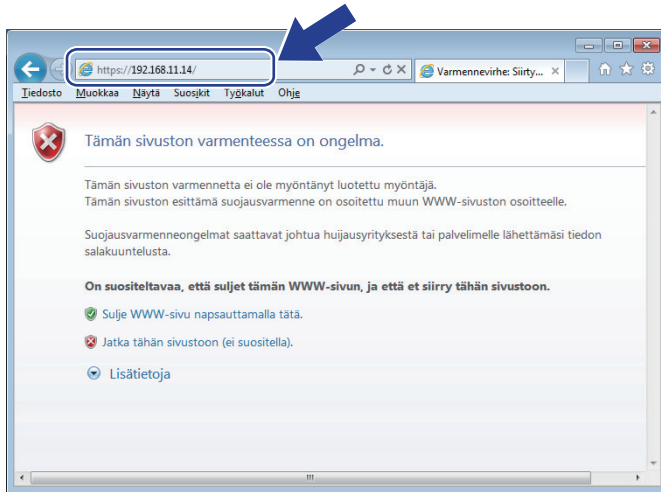 https://192.168.11.14/
Varmennevirhe: Siirty...
Tiedosto Muokkaa Näytä Suosikit Työkalut Ohje
Tämän sivuston varmenteessa on ongelma.
Tämän sivuston varmennetta ei ole myöntänyt luotettu myöntäjä.
Tämän sivuston esittämä suojausvarmenne on osoitettu muun WWW-sivuston osoitteelle.
Suojausvarmenneongelmat saattavat johtua huijausyrityksestä tai palvelimelle lähettämäsi tiedon
salakuuntelusta.
On suositeltavaa, että suljet tämän WWW-sivun, ja että et siirry tähän sivustoon.
Sulje WWW-sivu napsauttamalla tätä.
Jatka tähän sivustoon (ei suositella).
Lisätietoja